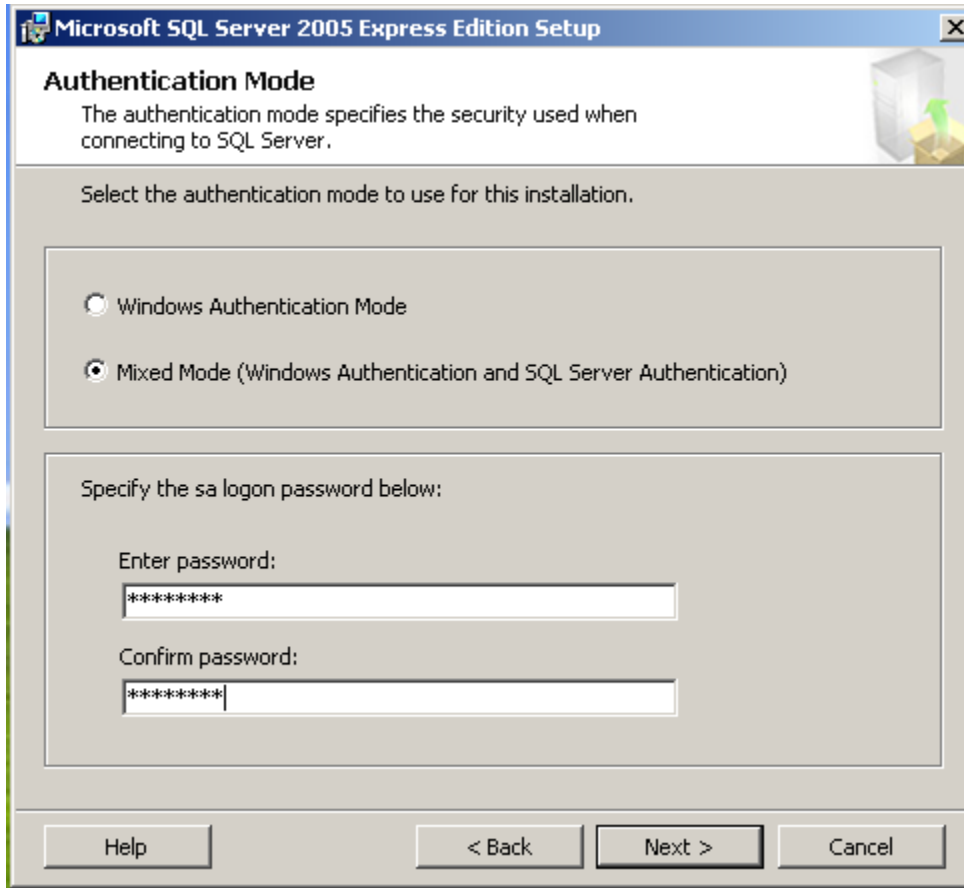 Microsoft SQL Server 2005 Express Edition Setup
Authentication Mode
The authentication mode specifies the security used when
connecting to SQL Server.
Select the authentication mode to use for this installation.
Windows Authentication Mode
Mixed Mode (Windows Authentication and SQL Server Authentication)
Specify the sa logon password below:
Enter password:
********
Confirm password:
********
Help
< Back
Next >
Cancel